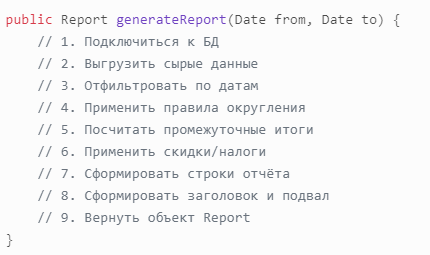 public Report generateReport(Date from, Date to) {
// 1. Подключиться к БД
// 2. Выгрузить сырые данные
// 3. Отфильтровать по датам
// 4. Применить правила округления
// 5. Посчитать промежуточные итоги
// 6. Применить скидки/налоги
// 7. Сформировать строки отчёта
// 8. Сформировать заголовок и подвал
// 9. Вернуть объект Report
}